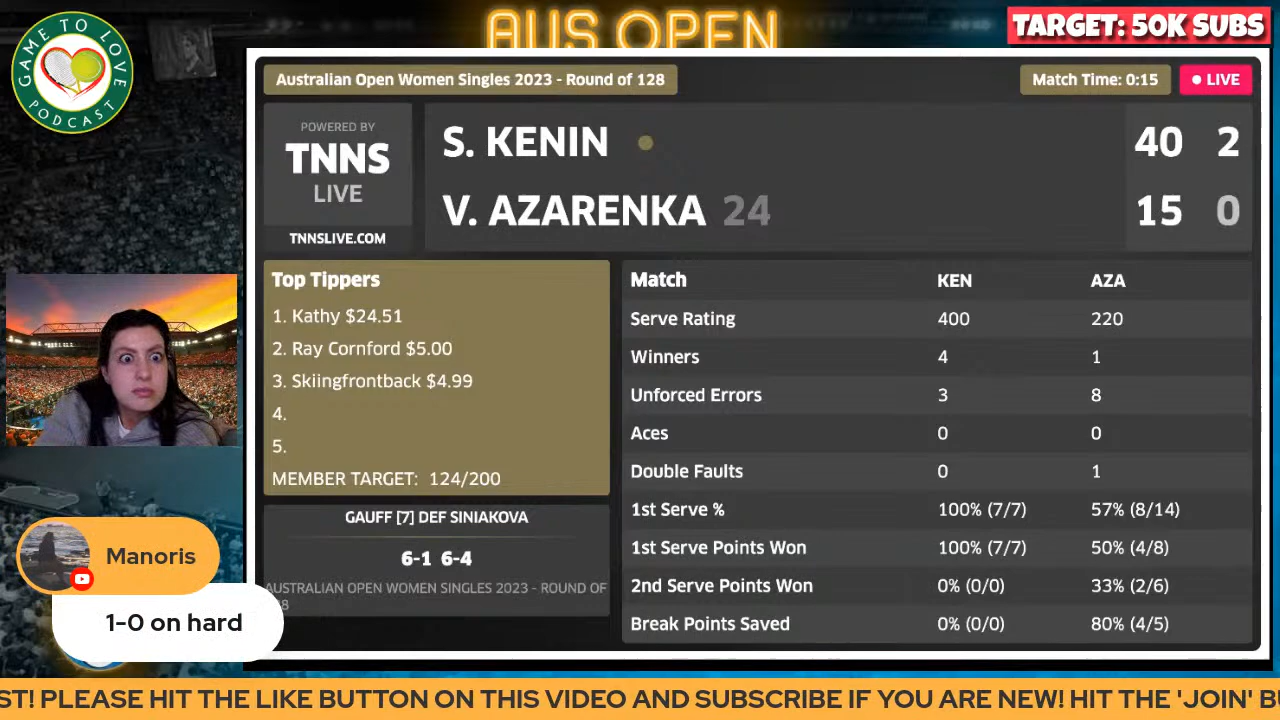 GAME TO LOVE
PODCAST
AUS OPEN
TARGET: 50K SUBS
Australian Open Women Singles 2023 - Round of 128
Match Time: 0:15
LIVE
POWERED BY
TNNS
LIVE
TNNSLIVE.COM
S. KENIN 40 2
V. AZARENKA 24 15 0
Top Tippers
1. Kathy $24.51
2. Ray Cornford $5.00
3. Skiingfrontback $4.99
4.
5.
MEMBER TARGET: 124/200
GAUFF [7] DEF SINIAKOVA
6-1 6-4
AUSTRALIAN OPEN WOMEN SINGLES 2023 - ROUND OF
8
Match KEN AZA
Serve Rating 400 220
Winners 4 1
Unforced Errors 3 8
Aces 0 0
Double Faults 0 1
1st Serve % 100% (7/7) 57% (8/14)
1st Serve Points Won 100% (7/7) 50% (4/8)
2nd Serve Points Won 0% (0/0) 33% (2/6)
Break Points Saved 0% (0/0) 80% (4/5)
Manoris
1-0 on hard
ST! PLEASE HIT THE LIKE BUTTON ON THIS VIDEO AND SUBSCRIBE IF YOU ARE NEW! HIT THE 'JOIN' B